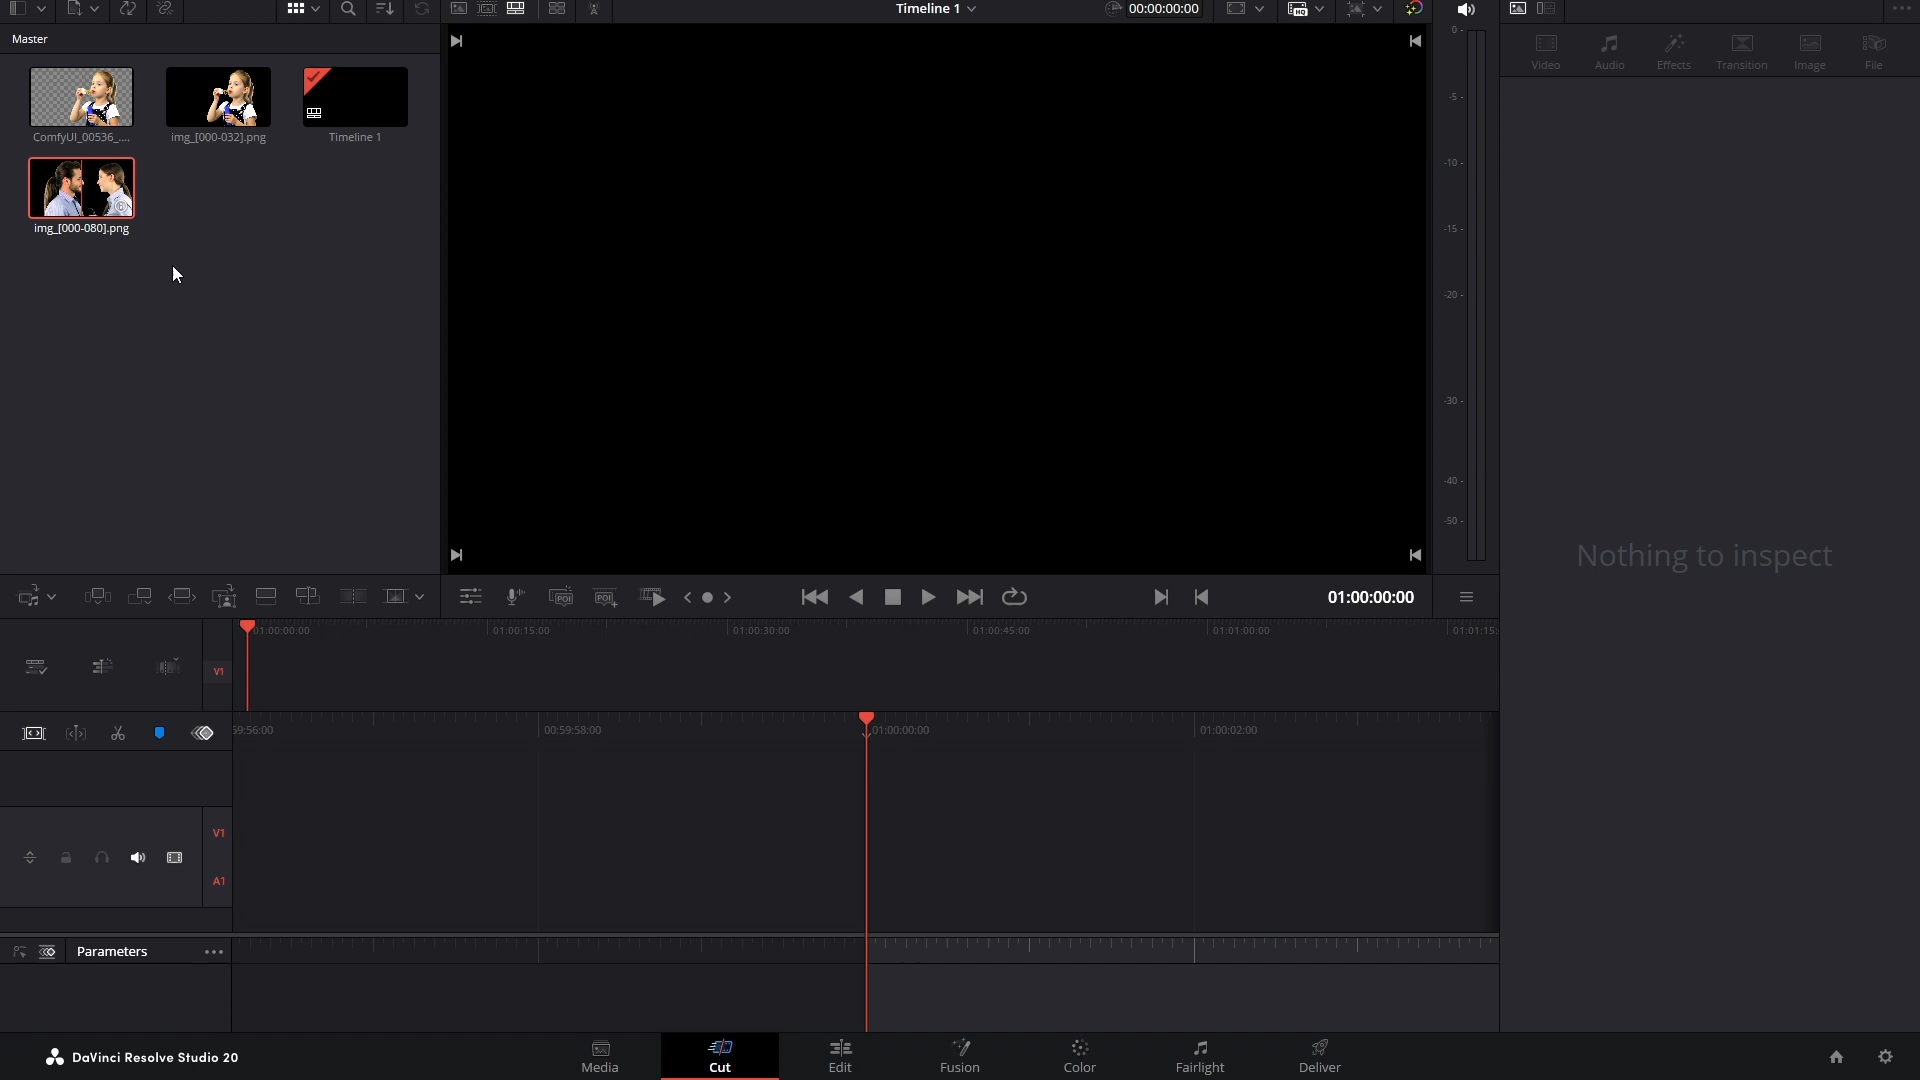 Timeline 1
00:00:00:00
Master
Video
Audio
Effects
Transition
Image
File
ComfyUI_00536_....
img_[000-032].png
Timeline 1
img_[000-080].png
0
-5
-10
-15
-20
-30
-40
-50
Nothing to inspect
POI
POI
01:00:00:00
01:00:00:00
01:00:15:00
01:00:30:00
01:00:45:00
01:01:00:00
01:01:15:
V1
59:56:00
00:59:58:00
01:00:00:00
01:00:02:00
V1
A1
Parameters
DaVinci Resolve Studio 20
Media
Cut
Edit
Fusion
Color
Fairlight
Deliver